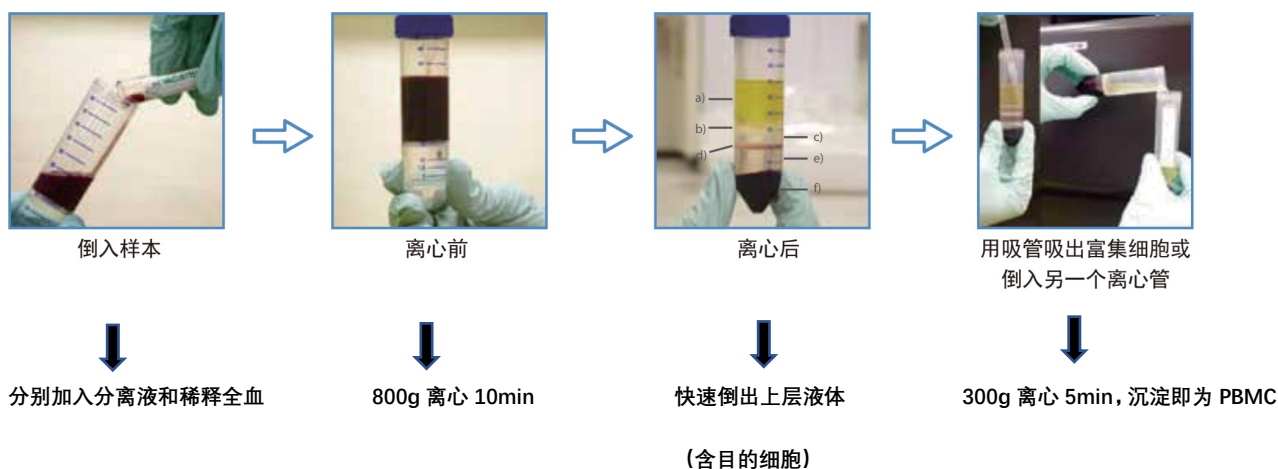 a)
b)
c)
d)
e)
f)
倒入样本
离心前
离心后
用吸管吸出富集细胞或
倒入另一个离心管
分别加入分离液和稀释全血
800g 离心 10min
快速倒出上层液体
(含目的细胞)
300g 离心 5min，沉淀即为 PBMC